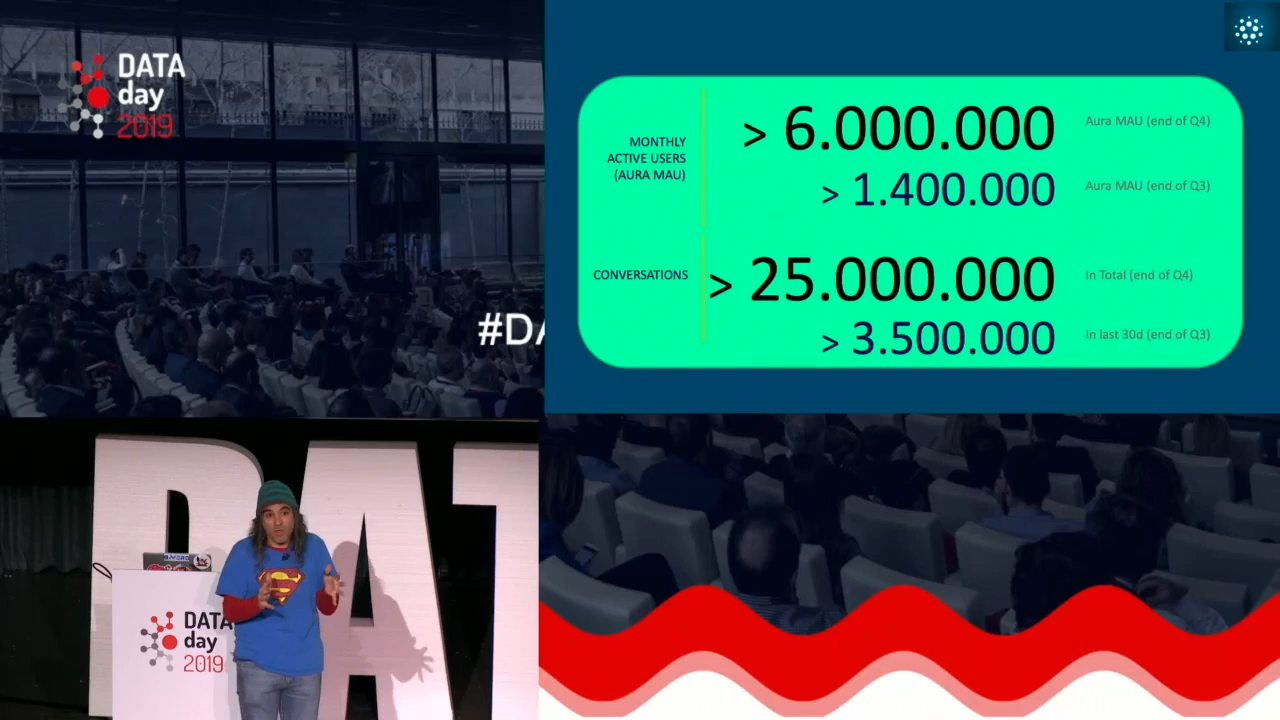 DATA
day
2019
#DA
MONTHLY
ACTIVE USERS
(AURA MAU)
> 6.000.000
Aura MAU (end of Q4)
> 1.400.000
Aura MAU (end of Q3)
CONVERSATIONS
> 25.000.000
In Total (end of Q4)
> 3.500.000
In last 30d (end of Q3)
DAT
DATA
day
2019